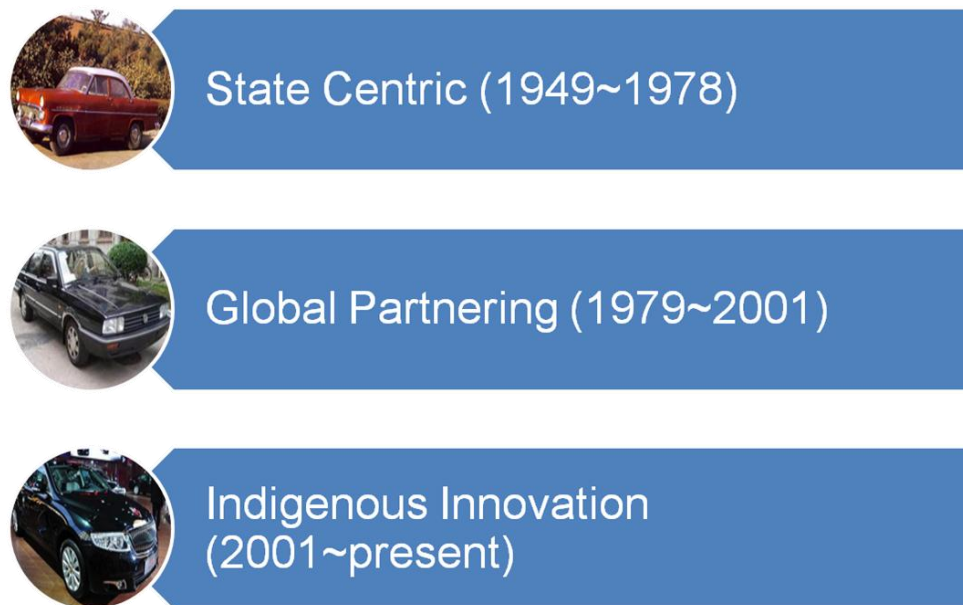 State Centric (1949~1978)
Global Partnering (1979~2001)
Indigenous Innovation
(2001~present)